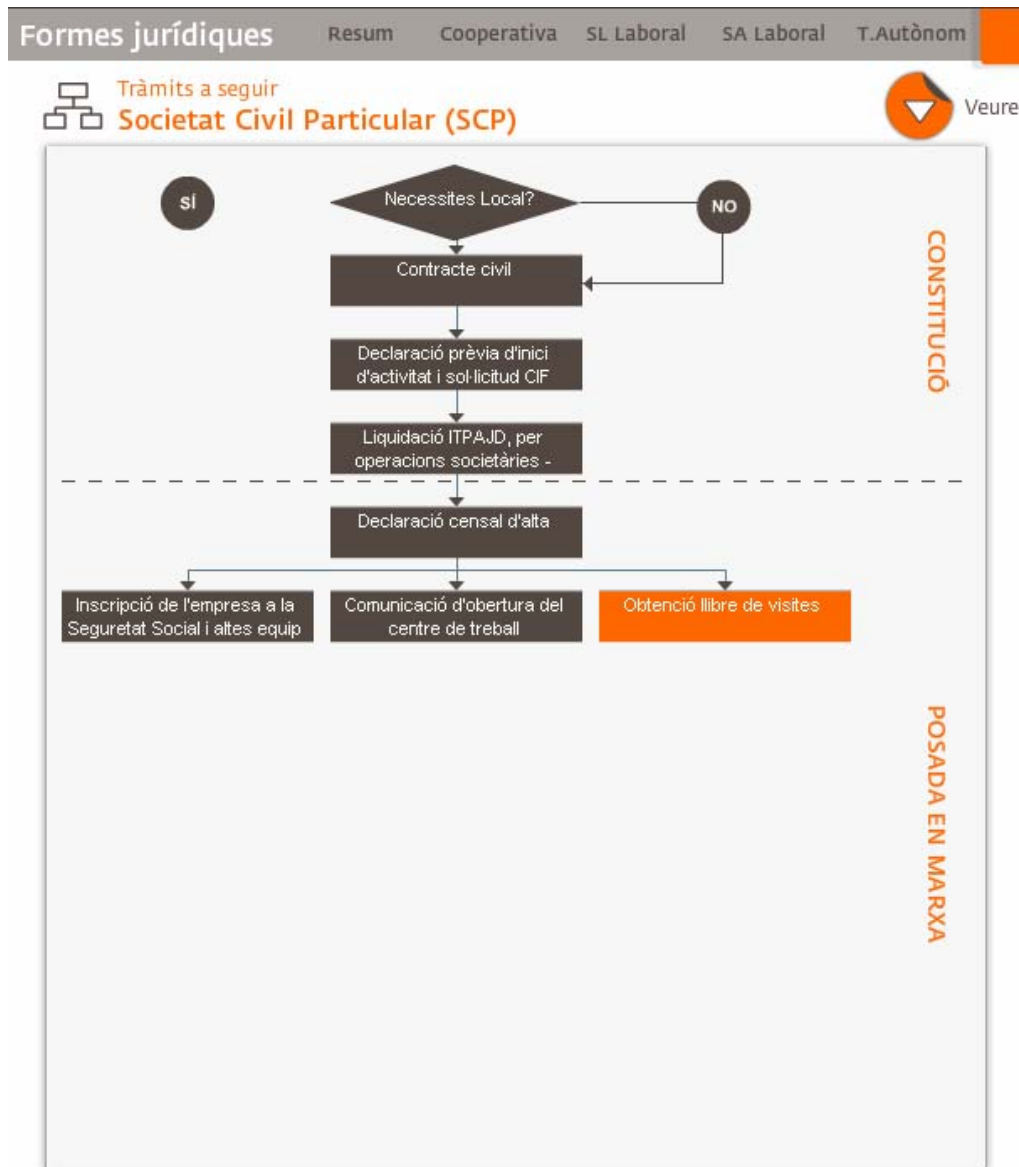 Formes jurídiques Resum Cooperativa SL Laboral SA Laboral T.Autònom
Tràmits a seguir
Societat Civil Particular (SCP)
Veure
SÍ
Necessites Local?
NO
Contracte civil
Declaració prèvia d'inici
d'activitat i sol·licitud CIF
Liquidació ITPAJD, per
operacions societàries -
CONSTITUCIÓ
Declaració censal d'alta
Inscripció de l'empresa a la
Seguretat Social i altes equip
Comunicació d'obertura del
centre de treball
Obtenció llibre de visites
POSADA EN MARXA